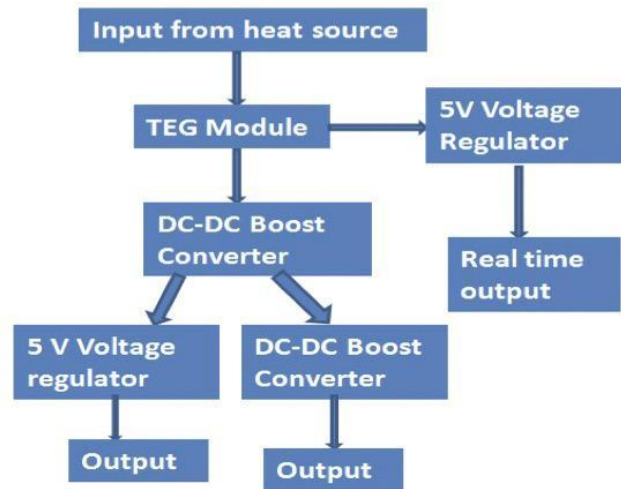 Input from heat source
TEG Module
5V Voltage
Regulator
DC-DC Boost
Converter
Real time
output
5 V Voltage
regulator
DC-DC Boost
Converter
Output
Output